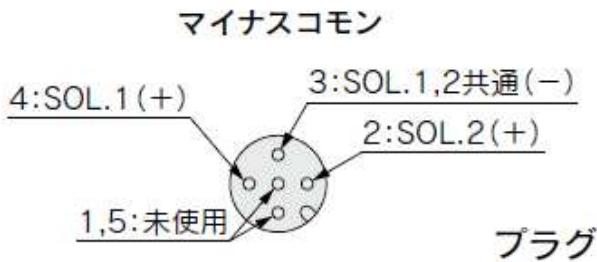 マイナスコモン
3:SOL.1,2共通(−)
4:SOL.1(+)
2:SOL.2(+)
1,5:未使用
プラグ